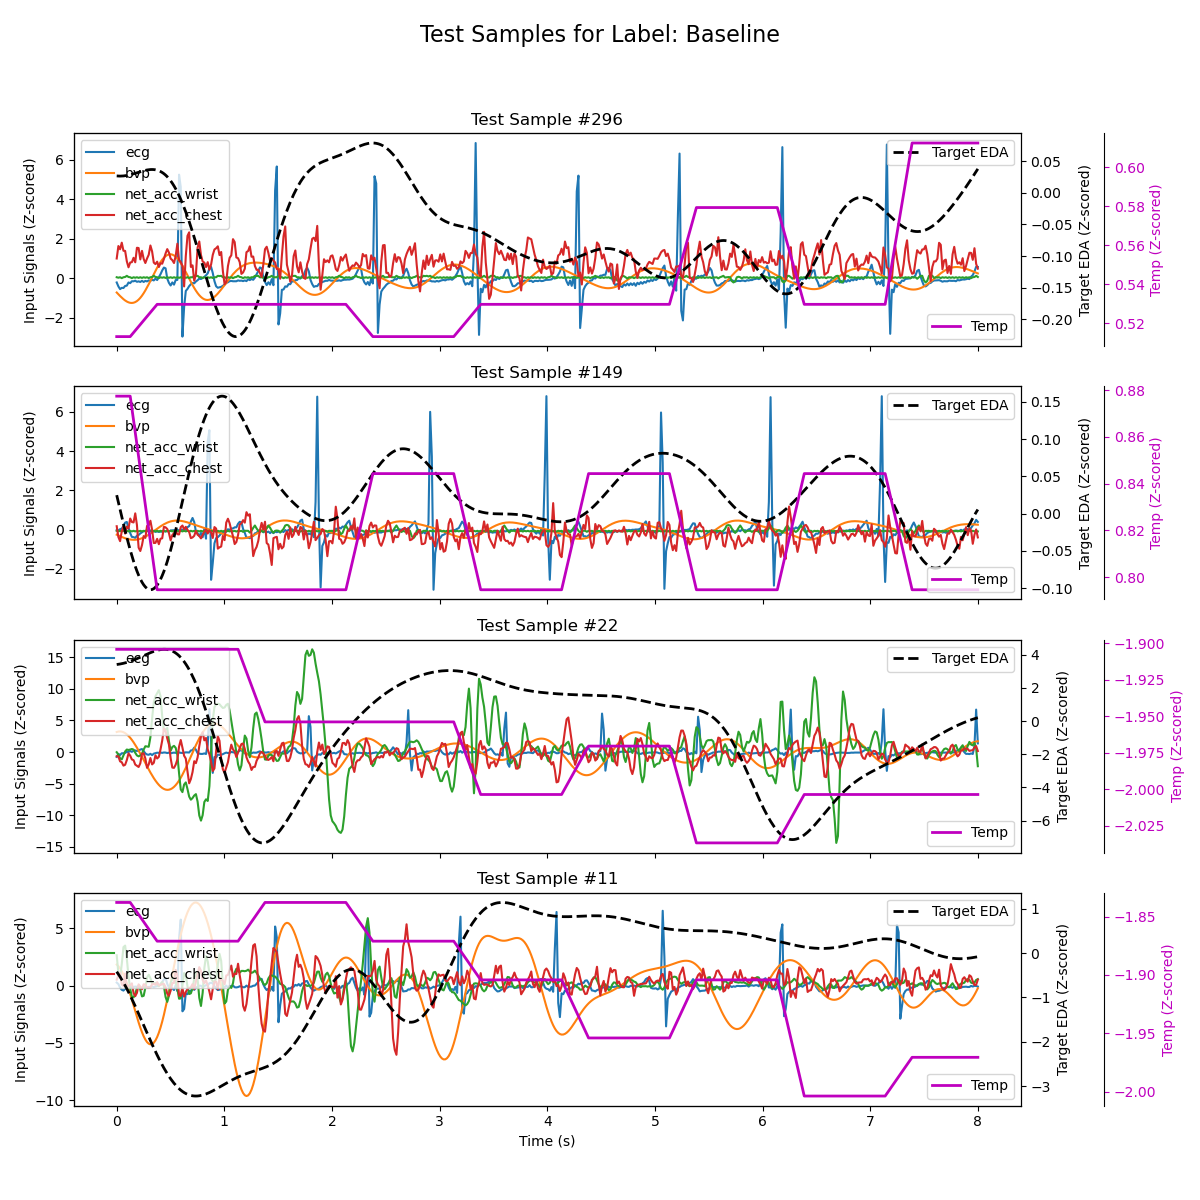 Test Samples for Label: Baseline
Test Sample #296
Input Signals (Z-scored)
6
4
2
0
−2
ecg
bvp
net_acc_wrist
net_acc_chest
Target EDA
Temp
0.05
0.00
−0.05
−0.10
−0.15
−0.20
Target EDA (Z-scored)
0.60
0.58
0.56
0.54
0.52
Temp (Z-scored)
Test Sample #149
Input Signals (Z-scored)
6
4
2
0
−2
ecg
bvp
net_acc_wrist
net_acc_chest
Target EDA
Temp
0.15
0.10
0.05
0.00
−0.05
−0.10
Target EDA (Z-scored)
0.88
0.86
0.84
0.82
0.80
Temp (Z-scored)
Test Sample #22
Input Signals (Z-scored)
15
10
5
0
−5
−10
−15
ecg
bvp
net_acc_wrist
net_acc_chest
Target EDA
Temp
4
2
0
−2
−4
−6
Target EDA (Z-scored)
−1.900
−1.925
−1.950
−1.975
−2.000
−2.025
Temp (Z-scored)
Test Sample #11
Input Signals (Z-scored)
5
0
−5
−10
ecg
bvp
net_acc_wrist
net_acc_chest
Target EDA
Temp
1
0
−1
−2
−3
Target EDA (Z-scored)
−1.85
−1.90
−1.95
−2.00
Temp (Z-scored)
0 1 2 3 4 5 6 7 8
Time (s)